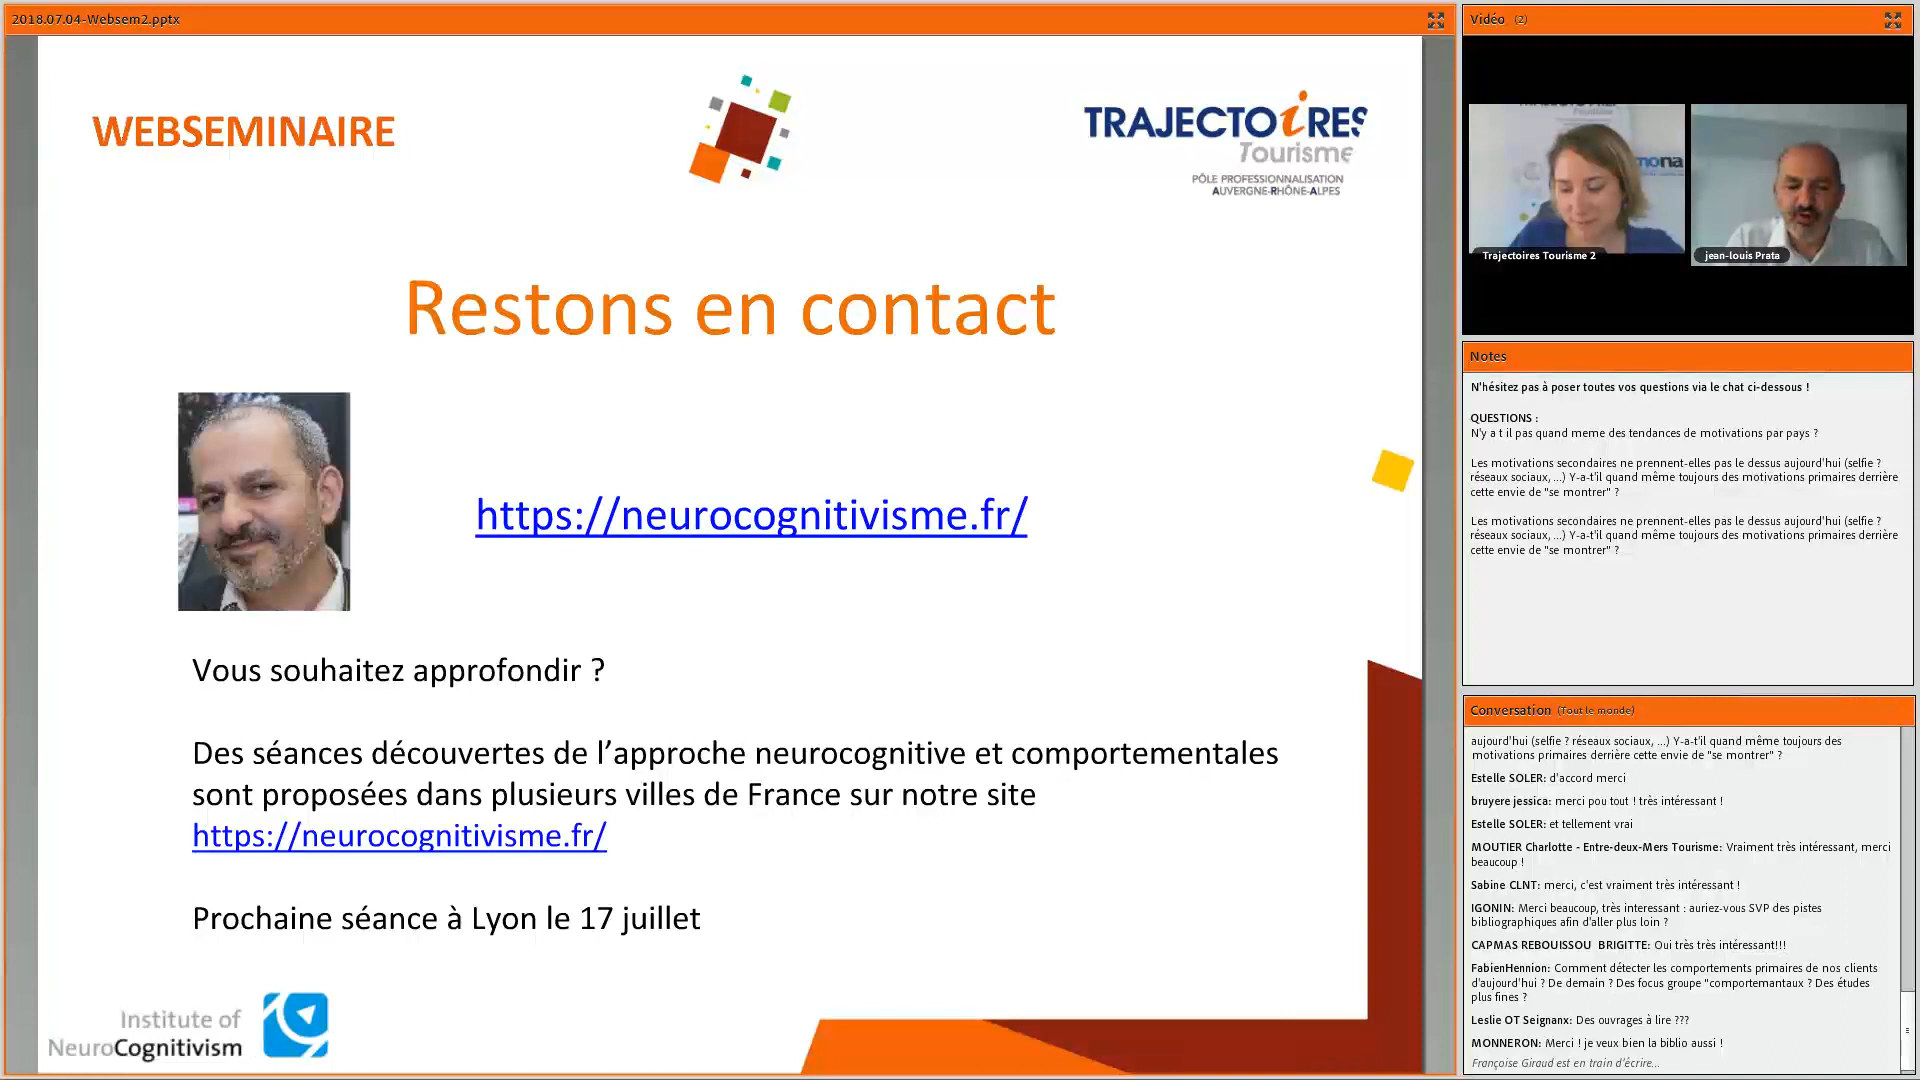 2018.07.04-Websem2.pptx
WEBSEMINAIRE
TRAJECTOiRES
Tourisme
PÔLE PROFESSIONNALISATION
AUVERGNE-RHÔNE-ALPES
Restons en contact
https://neurocognitivisme.fr/
Vous souhaitez approfondir ?
Des séances découvertes de l’approche neurocognitive et comportementales
sont proposées dans plusieurs villes de France sur notre site
https://neurocognitivisme.fr/
Prochaine séance à Lyon le 17 juillet
Institute of
NeuroCognitivism
Vidéo (2)
mona
Trajectoires Tourisme 2
jean-louis Prata
Notes
N'hésitez pas à poser toutes vos questions via le chat ci-dessous !
QUESTIONS :
N'y a t il pas quand meme des tendances de motivations par pays ?
Les motivations secondaires ne prennent-elles pas le dessus aujourd'hui (selfie ?
réseaux sociaux, ...) Y-a-t'il quand même toujours des motivations primaires derrière
cette envie de "se montrer" ?
Les motivations secondaires ne prennent-elles pas le dessus aujourd'hui (selfie ?
réseaux sociaux, ...) Y-a-t'il quand même toujours des motivations primaires derrière
cette envie de "se montrer" ?
Conversation (Tout le monde)
aujourd'hui (selfie ? réseaux sociaux, ...) Y-a-t'il quand même toujours des
motivations primaires derrière cette envie de "se montrer" ?
Estelle SOLER: d'accord merci
bruyere jessica: merci pou tout ! très intéressant !
Estelle SOLER: et tellement vrai
MOUTIER Charlotte - Entre-deux-Mers Tourisme: Vraiment très intéressant, merci
beaucoup !
Sabine CLNT: merci, c'est vraiment très intéressant !
IGONIN: Merci beaucoup, très interessant : auriez-vous SVP des pistes
bibliographiques afin d'aller plus loin ?
CAPMAS REBOUISSOU BRIGITTE: Oui très très intéressant!!!
FabienHennion: Comment détecter les comportements primaires de nos clients
d'aujourd'hui ? De demain ? Des focus groupe "comportemantaux ? Des études
plus fines ?
Leslie OT Seignanx: Des ouvrages à lire ???
MONNERON: Merci ! je veux bien la biblio aussi !
Françoise Giraud est en train d'écrire...